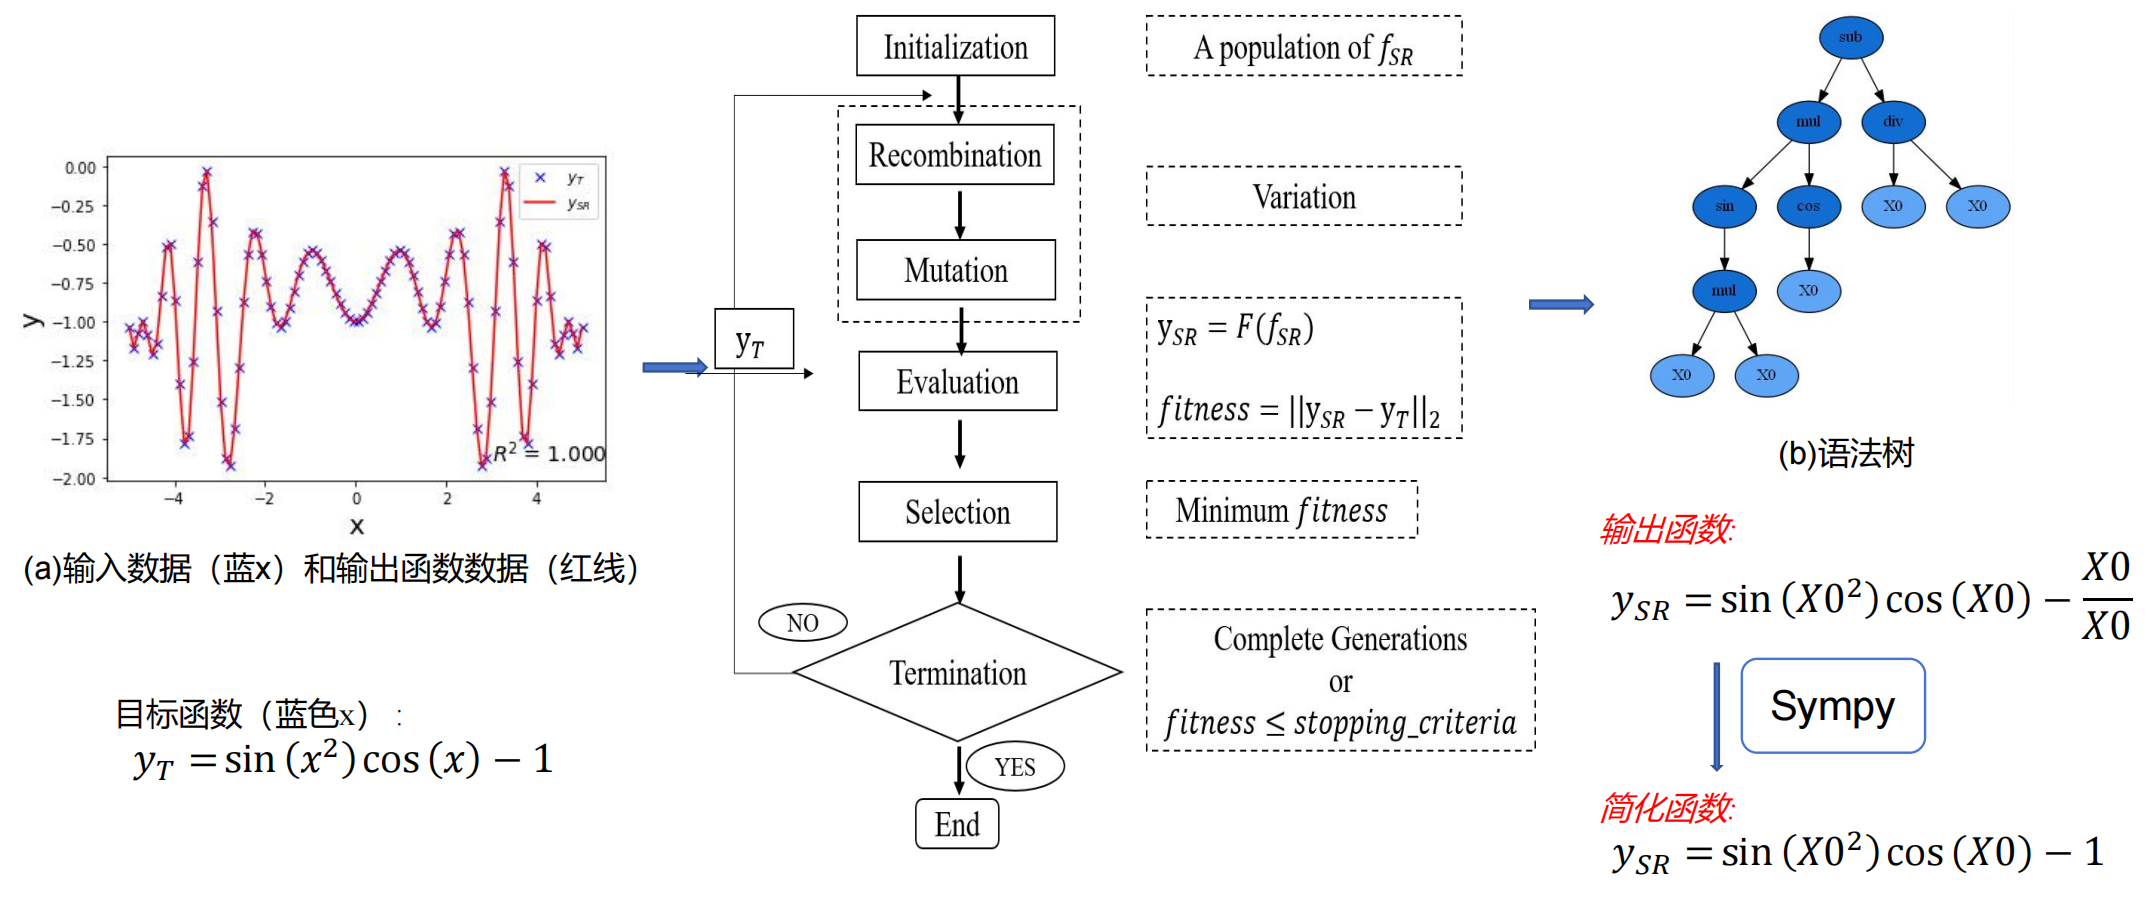 0.00
−0.25
−0.50
−0.75
−1.00
−1.25
−1.50
−1.75
−2.00
y
−4
−2
0
2
4
x
y_T
y_SR
R² = 1.000
(a)输入数据（蓝x）和输出函数数据（红线）
目标函数（蓝色x）:
y_T = sin (x²) cos (x) − 1
Initialization
Recombination
Mutation
y_T
Evaluation
Selection
NO
Termination
YES
End
A population of f_SR
Variation
y_SR = F(f_SR)
fitness = ||y_SR − y_T||₂
Minimum fitness
Complete Generations
or
fitness ≤ stopping_criteria
sub
mul
div
sin
cos
X0
X0
mul
X0
X0
X0
(b)语法树
输出函数:
y_SR = sin (X0²) cos (X0) − X0/X0
Sympy
简化函数:
y_SR = sin (X0²) cos (X0) − 1